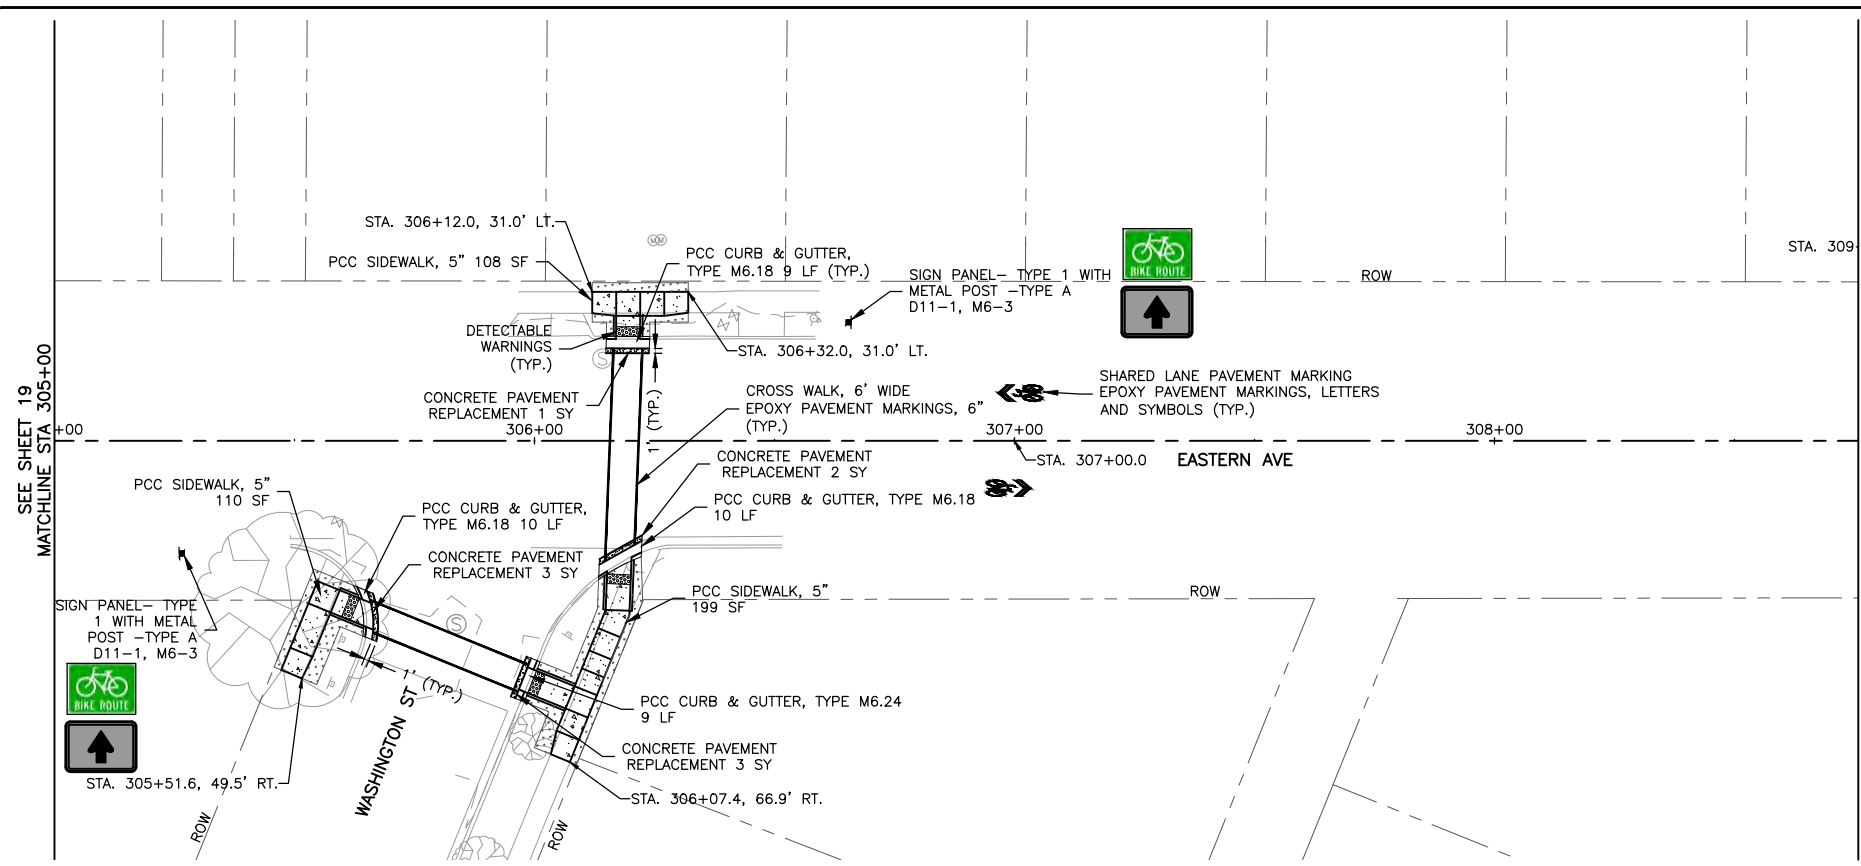 STA. 306+12.0, 31.0' LT.
PCC SIDEWALK, 5" 108 SF
MM
PCC CURB & GUTTER,
TYPE M6.18 9 LF (TYP.)
SIGN PANEL- TYPE 1 WITH
METAL POST -TYPE A
D11-1, M6-3
BIKE ROUTE
ROW
STA. 309
DETECTABLE
WARNINGS
(TYP.)
S
STA. 306+32.0, 31.0' LT.
CONCRETE PAVEMENT
REPLACEMENT 1 SY
1' (TYP.)
CROSS WALK, 6' WIDE
EPOXY PAVEMENT MARKINGS, 6"
(TYP.)
SHARED LANE PAVEMENT MARKING
EPOXY PAVEMENT MARKINGS, LETTERS
AND SYMBOLS (TYP.)
SEE SHEET 19
MATCHLINE STA 305+00
+00
306+00
307+00
308+00
STA. 307+00.0
EASTERN AVE
CONCRETE PAVEMENT
REPLACEMENT 2 SY
PCC SIDEWALK, 5"
110 SF
PCC CURB & GUTTER,
TYPE M6.18 10 LF
PCC CURB & GUTTER, TYPE M6.18
10 LF
CONCRETE PAVEMENT
REPLACEMENT 3 SY
PCC SIDEWALK, 5"
199 SF
ROW
SIGN PANEL- TYPE
1 WITH METAL
POST -TYPE A
D11-1, M6-3
BIKE ROUTE
S
1' (TYP.)
WASHINGTON ST
PCC CURB & GUTTER, TYPE M6.24
9 LF
CONCRETE PAVEMENT
REPLACEMENT 3 SY
STA. 305+51.6, 49.5' RT.
STA. 306+07.4, 66.9' RT.
ROW
ROW